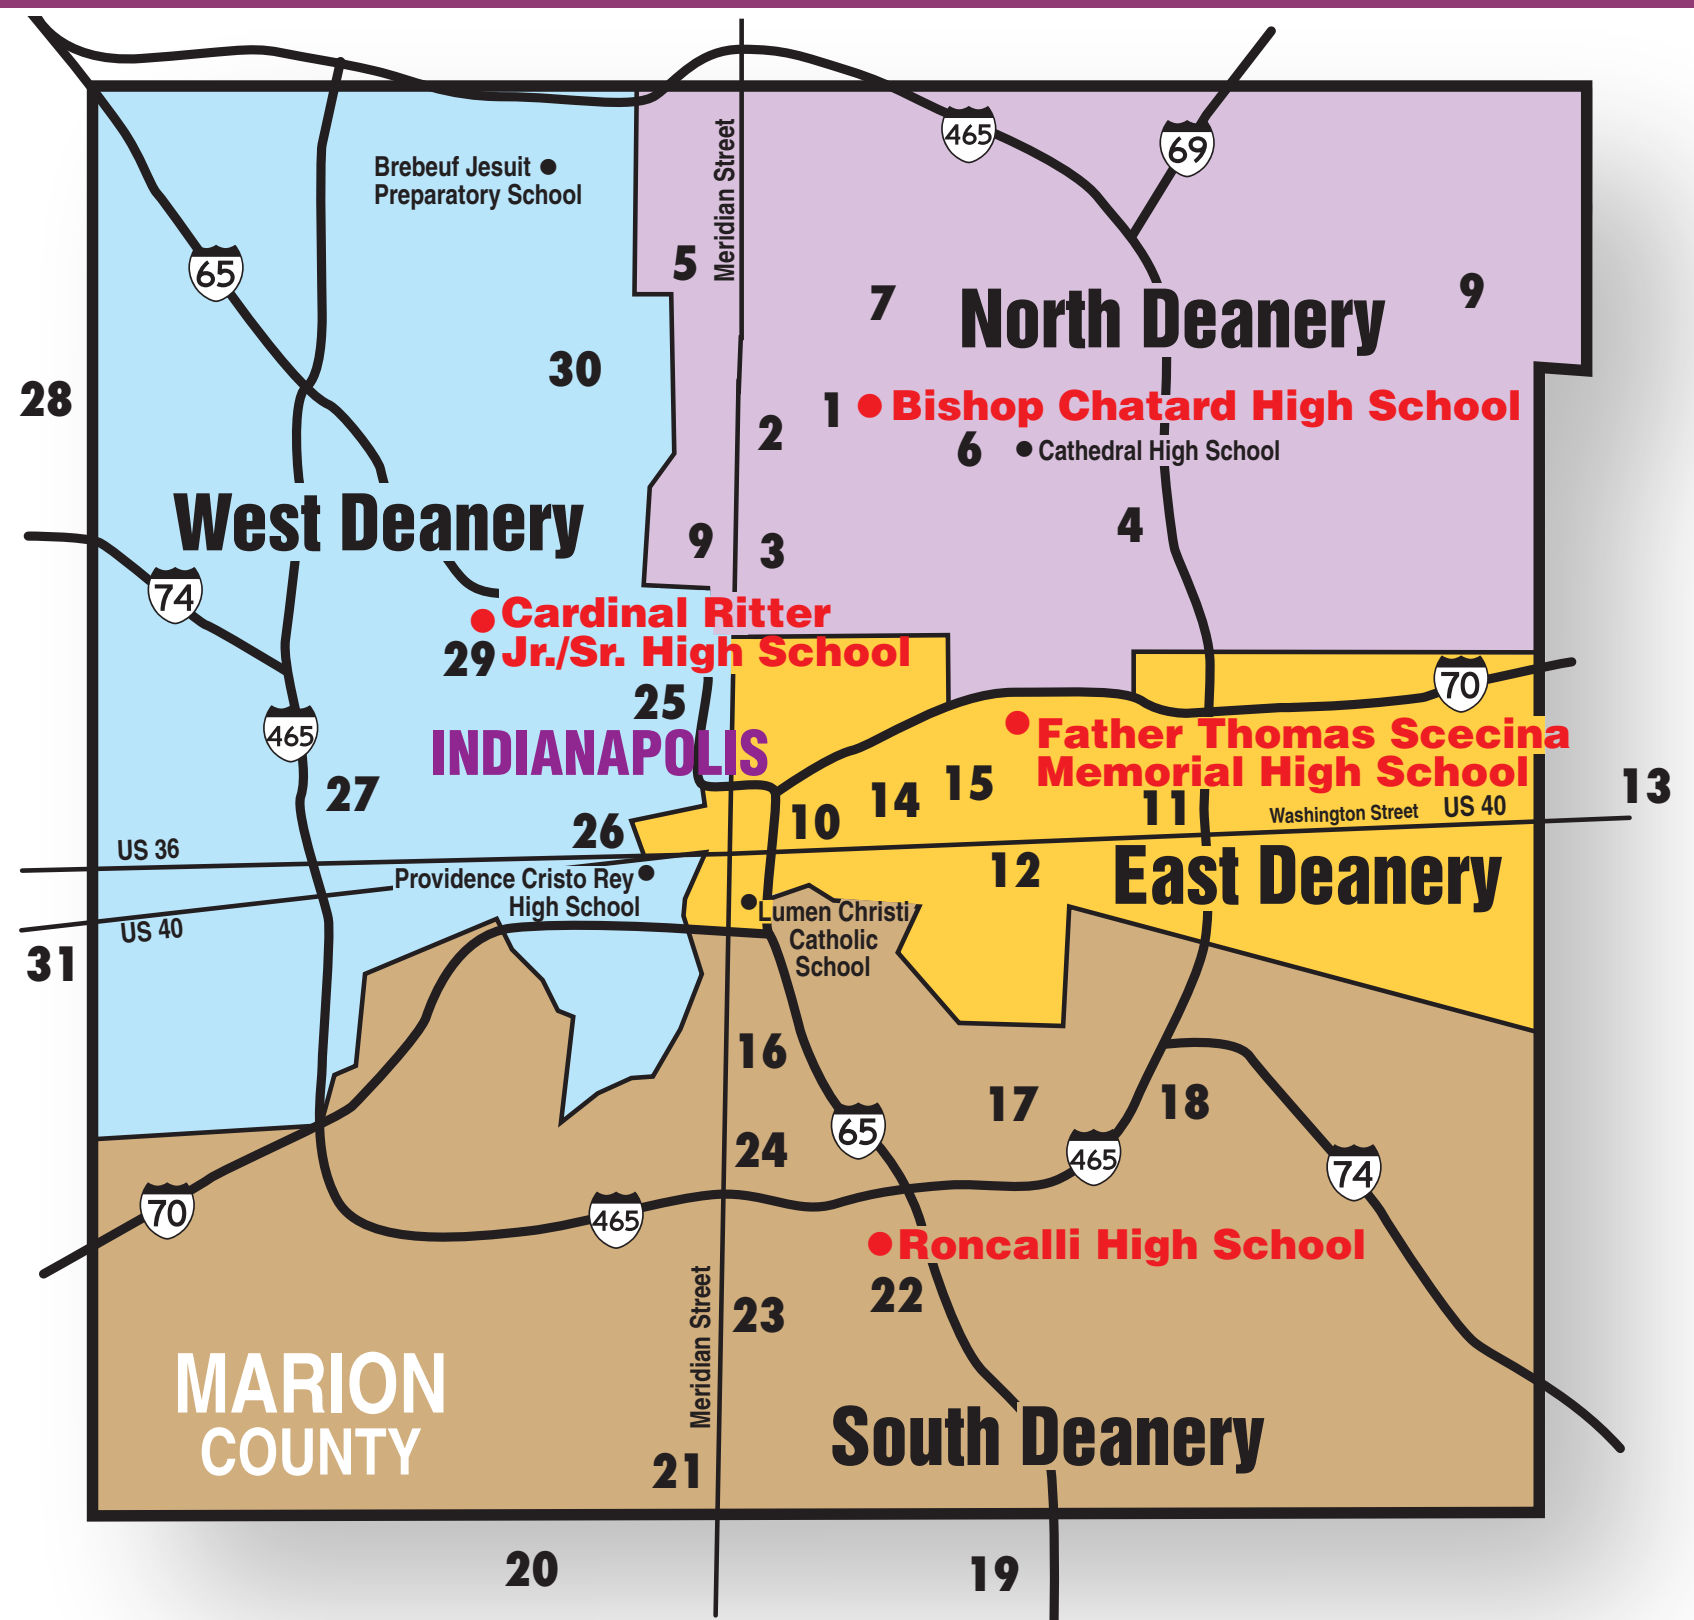 465
69
Brebeuf Jesuit
Preparatory School
Meridian Street
65
5
7
North Deanery
9
30
28
1
Bishop Chatard High School
2
6
Cathedral High School
West Deanery
9
3
4
74
Cardinal Ritter
Jr./Sr. High School
29
25
70
465
INDIANAPOLIS
Father Thomas Scecina
Memorial High School
27
14
15
13
26
10
11
Washington Street
US 40
US 36
12
East Deanery
Providence Cristo Rey
High School
US 40
Lumen Christi
Catholic
School
31
16
17
18
65
24
465
74
70
465
Roncalli High School
22
23
Meridian Street
MARION
COUNTY
South Deanery
21
20
19